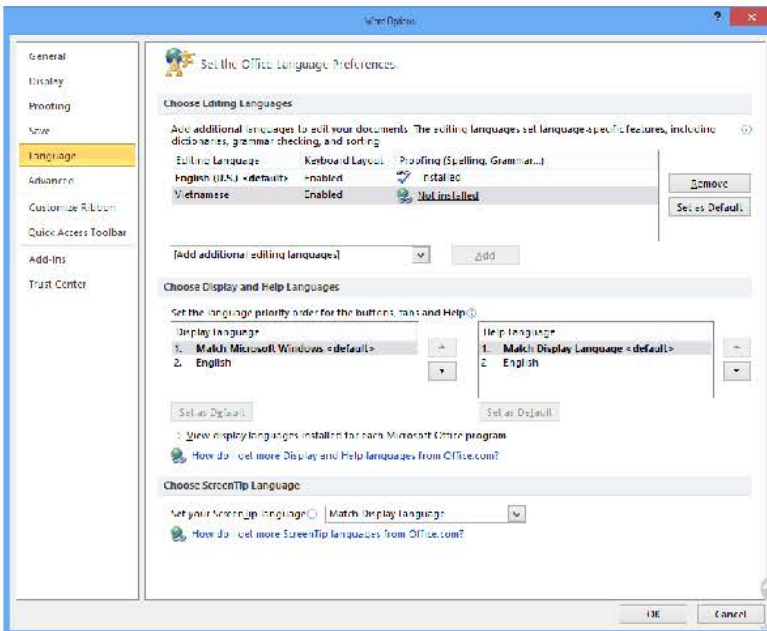 Word Options
General
Display
Proofing
Save
Language
Advanced
Customize Ribbon
Quick Access Toolbar
Add-Ins
Trust Center
Set the Office Language Preferences.
Choose Editing Languages
Add additional languages to edit your documents. The editing languages set language-specific features, including
dictionaries, grammar checking, and sorting
Editing Language Keyboard Layout Proofing (Spelling, Grammar...)
English (U.S.) <default> Enabled Installed
Vietnamese Enabled Not installed
Remove
Set as Default
[Add additional editing languages] Add
Choose Display and Help Languages
Set the language priority order for the buttons, tabs and Help
Display Language
1. Match Microsoft Windows <default>
2. English
Set as Default
Help Language
1. Match Display Language <default>
2. English
Set as Default
View display languages installed for each Microsoft Office program
How do I get more Display and Help languages from Office.com?
Choose ScreenTip Language
Set your ScreenTip language Match Display Language
How do I get more ScreenTip languages from Office.com?
OK Cancel